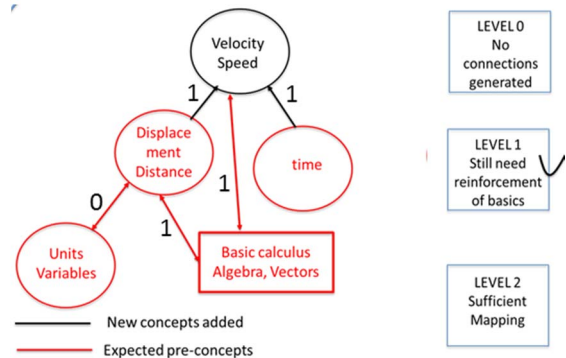 Velocity
Speed
1
1
Displace
ment
Distance
time
0
1
1
Units
Variables
Basic calculus
Algebra, Vectors
New concepts added
Expected pre-concepts
LEVEL 0
No
connections
generated
LEVEL 1
Still need
reinforcement
of basics
LEVEL 2
Sufficient
Mapping